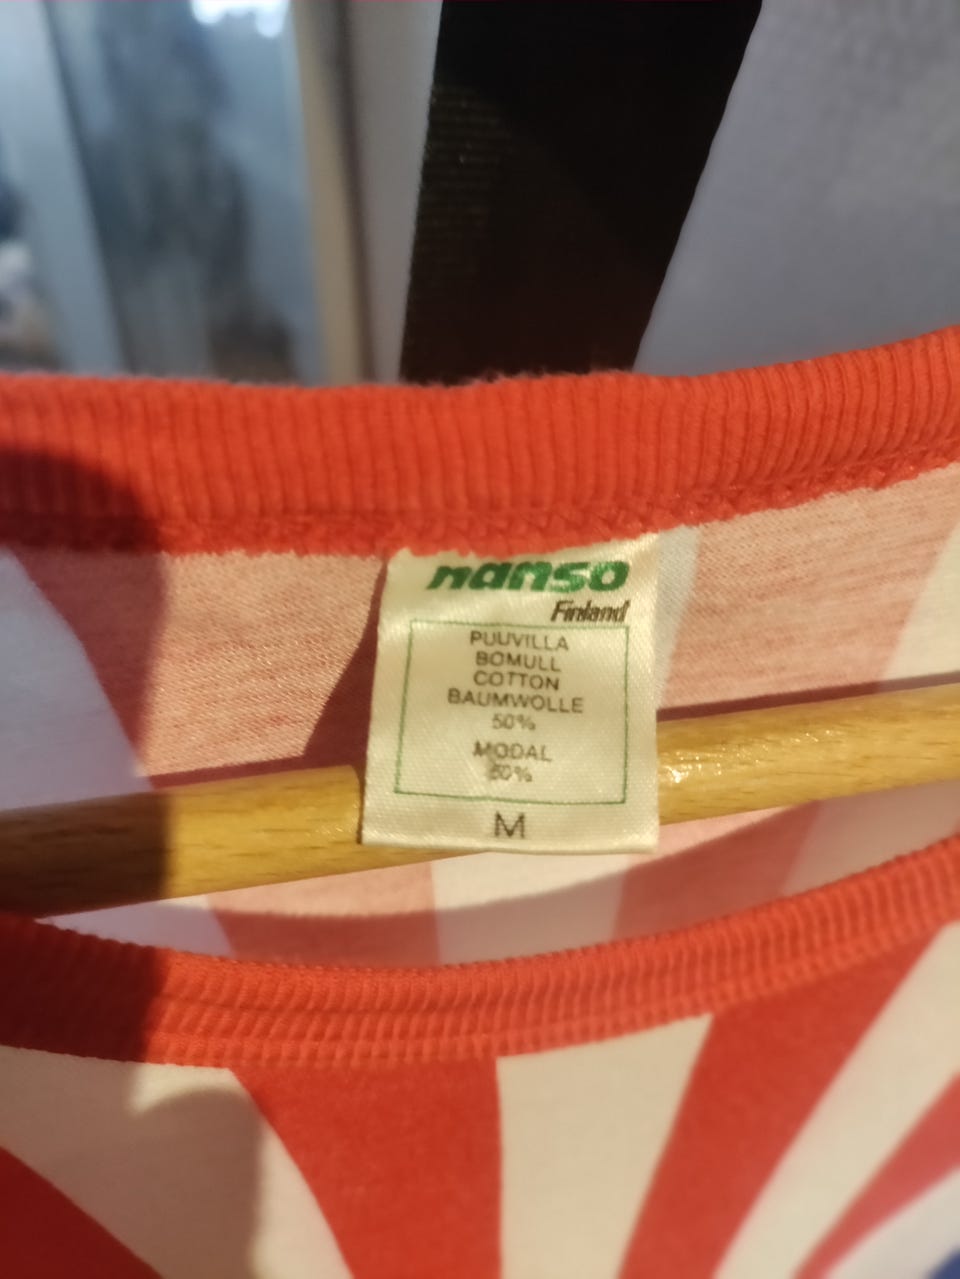 nanso
Finland
PUUVILLA
BOMULL
COTTON
BAUMWOLLE
50%
MODAL
50%
M